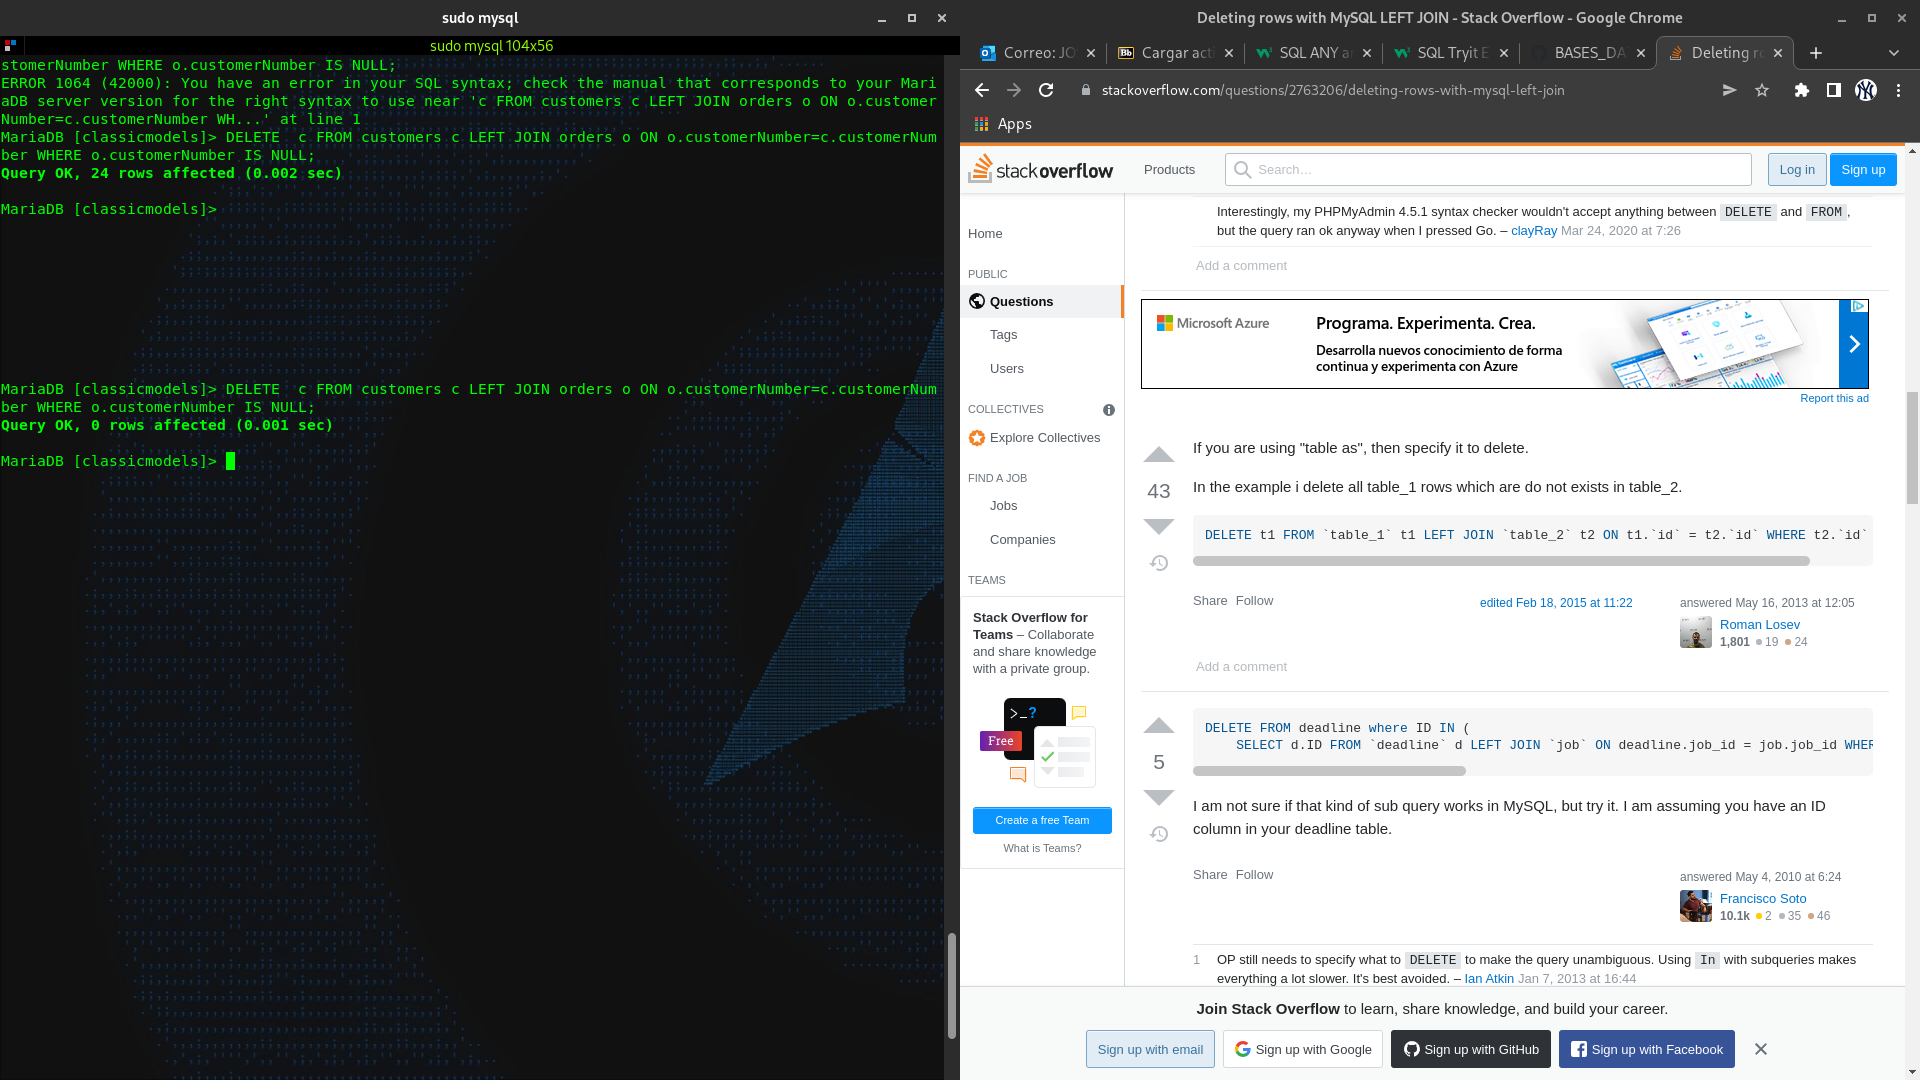 sudo mysql
sudo mysql 104x56
stomerNumber WHERE o.customerNumber IS NULL;
ERROR 1064 (42000): You have an error in your SQL syntax; check the manual that corresponds to your Mari
aDB server version for the right syntax to use near 'c FROM customers c LEFT JOIN orders o ON o.customer
Number=c.customerNumber WH...' at line 1
MariaDB [classicmodels]> DELETE  c FROM customers c LEFT JOIN orders o ON o.customerNumber=c.customerNum
ber WHERE o.customerNumber IS NULL;
Query OK, 24 rows affected (0.002 sec)
MariaDB [classicmodels]>
MariaDB [classicmodels]> DELETE  c FROM customers c LEFT JOIN orders o ON o.customerNumber=c.customerNum
ber WHERE o.customerNumber IS NULL;
Query OK, 0 rows affected (0.001 sec)
MariaDB [classicmodels]>
Deleting rows with MySQL LEFT JOIN - Stack Overflow - Google Chrome
Correo: JO
Bb Cargar acti
SQL ANY a
SQL Tryit E
BASES_DA
Deleting ro
stackoverflow.com/questions/2763206/deleting-rows-with-mysql-left-join
Apps
stackoverflow
Products
Search...
Log in
Sign up
Home
PUBLIC
Questions
Tags
Users
COLLECTIVES
Explore Collectives
FIND A JOB
Jobs
Companies
TEAMS
Stack Overflow for
Teams – Collaborate
and share knowledge
with a private group.
>_?
Free
Create a free Team
What is Teams?
Interestingly, my PHPMyAdmin 4.5.1 syntax checker wouldn't accept anything between DELETE and FROM ,
but the query ran ok anyway when I pressed Go. – clayRay Mar 24, 2020 at 7:26
Add a comment
Microsoft Azure
Programa. Experimenta. Crea.
Desarrolla nuevos conocimiento de forma
continua y experimenta con Azure
Report this ad
43
If you are using "table as", then specify it to delete.
In the example i delete all table_1 rows which are do not exists in table_2.
DELETE t1 FROM `table_1` t1 LEFT JOIN `table_2` t2 ON t1.`id` = t2.`id` WHERE t2.`id`
Share Follow
edited Feb 18, 2015 at 11:22
answered May 16, 2013 at 12:05
Roman Losev
1,801 19 24
Add a comment
5
DELETE FROM deadline where ID IN (
SELECT d.ID FROM `deadline` d LEFT JOIN `job` ON deadline.job_id = job.job_id WHER
I am not sure if that kind of sub query works in MySQL, but try it. I am assuming you have an ID
column in your deadline table.
Share Follow
answered May 4, 2010 at 6:24
Francisco Soto
10.1k 2 35 46
1 OP still needs to specify what to DELETE to make the query unambiguous. Using In with subqueries makes
everything a lot slower. It's best avoided. – Ian Atkin Jan 7, 2013 at 16:44
Join Stack Overflow to learn, share knowledge, and build your career.
Sign up with email
Sign up with Google
Sign up with GitHub
Sign up with Facebook